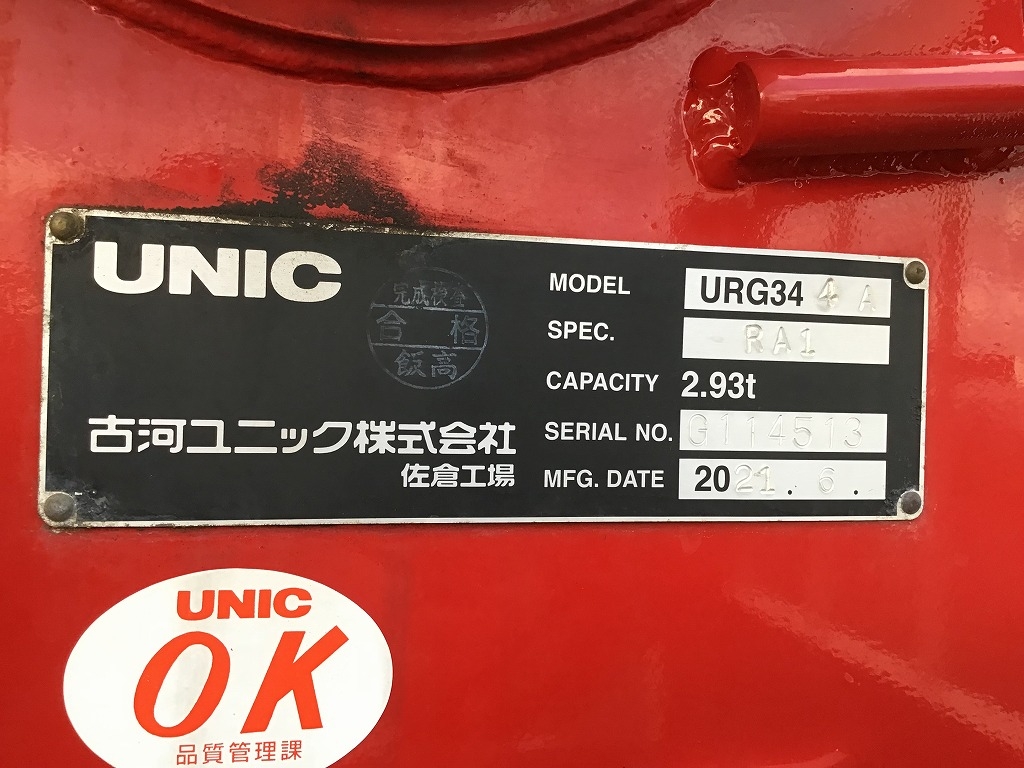 UNIC
完成検査
合格
飯高
古河ユニック株式会社
佐倉工場
MODEL URG344A
SPEC. RA1
CAPACITY 2.93t
SERIAL NO. G114513
MFG. DATE 2021.6.
UNIC
OK
品質管理課